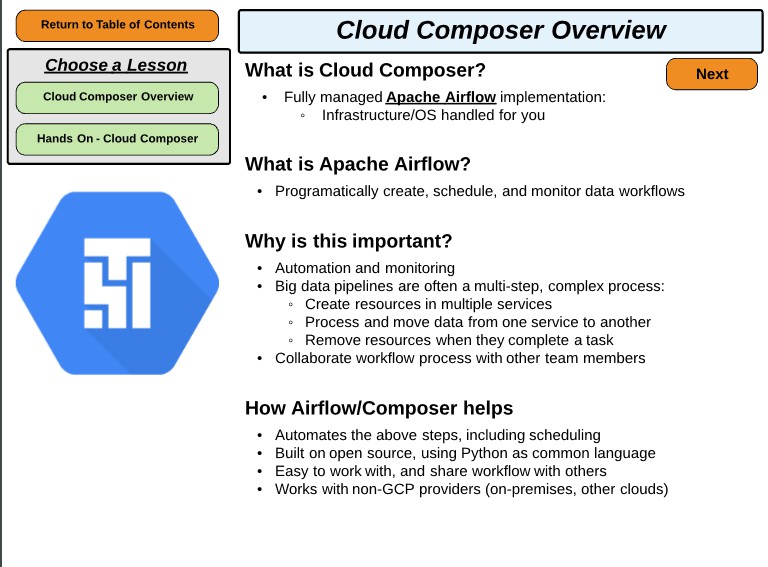 Return to Table of Contents
Choose a Lesson
Cloud Composer Overview
Hands On - Cloud Composer
Cloud Composer Overview
Next
What is Cloud Composer?
• Fully managed Apache Airflow implementation:
◦ Infrastructure/OS handled for you
What is Apache Airflow?
• Programatically create, schedule, and monitor data workflows
Why is this important?
• Automation and monitoring
• Big data pipelines are often a multi-step, complex process:
◦ Create resources in multiple services
◦ Process and move data from one service to another
◦ Remove resources when they complete a task
• Collaborate workflow process with other team members
How Airflow/Composer helps
• Automates the above steps, including scheduling
• Built on open source, using Python as common language
• Easy to work with, and share workflow with others
• Works with non-GCP providers (on-premises, other clouds)